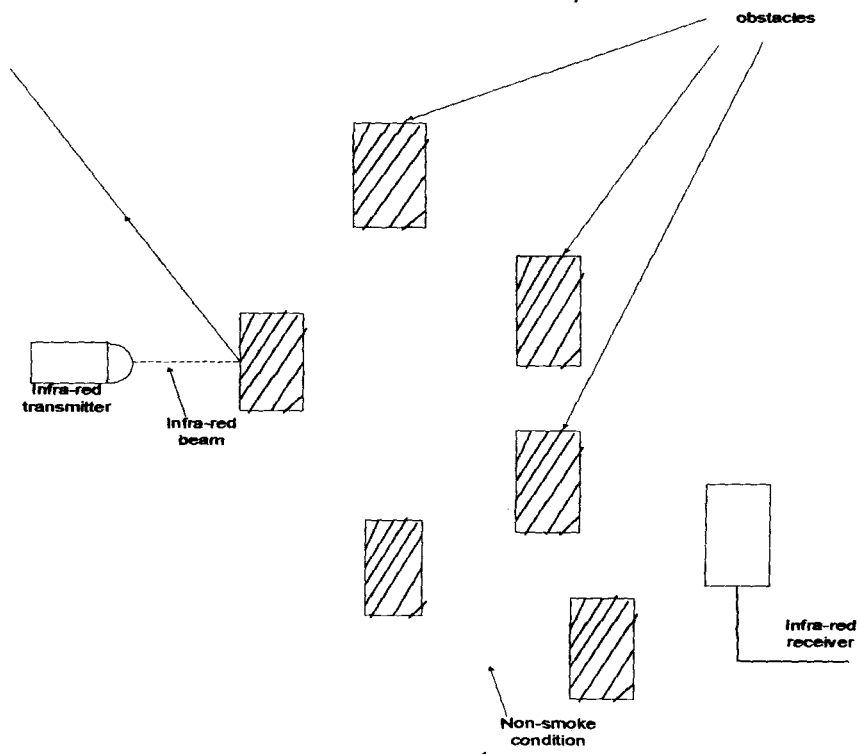 obstacles
Infra-red
transmitter
Infra-red
beam
Infra-red
receiver
Non-smoke
condition